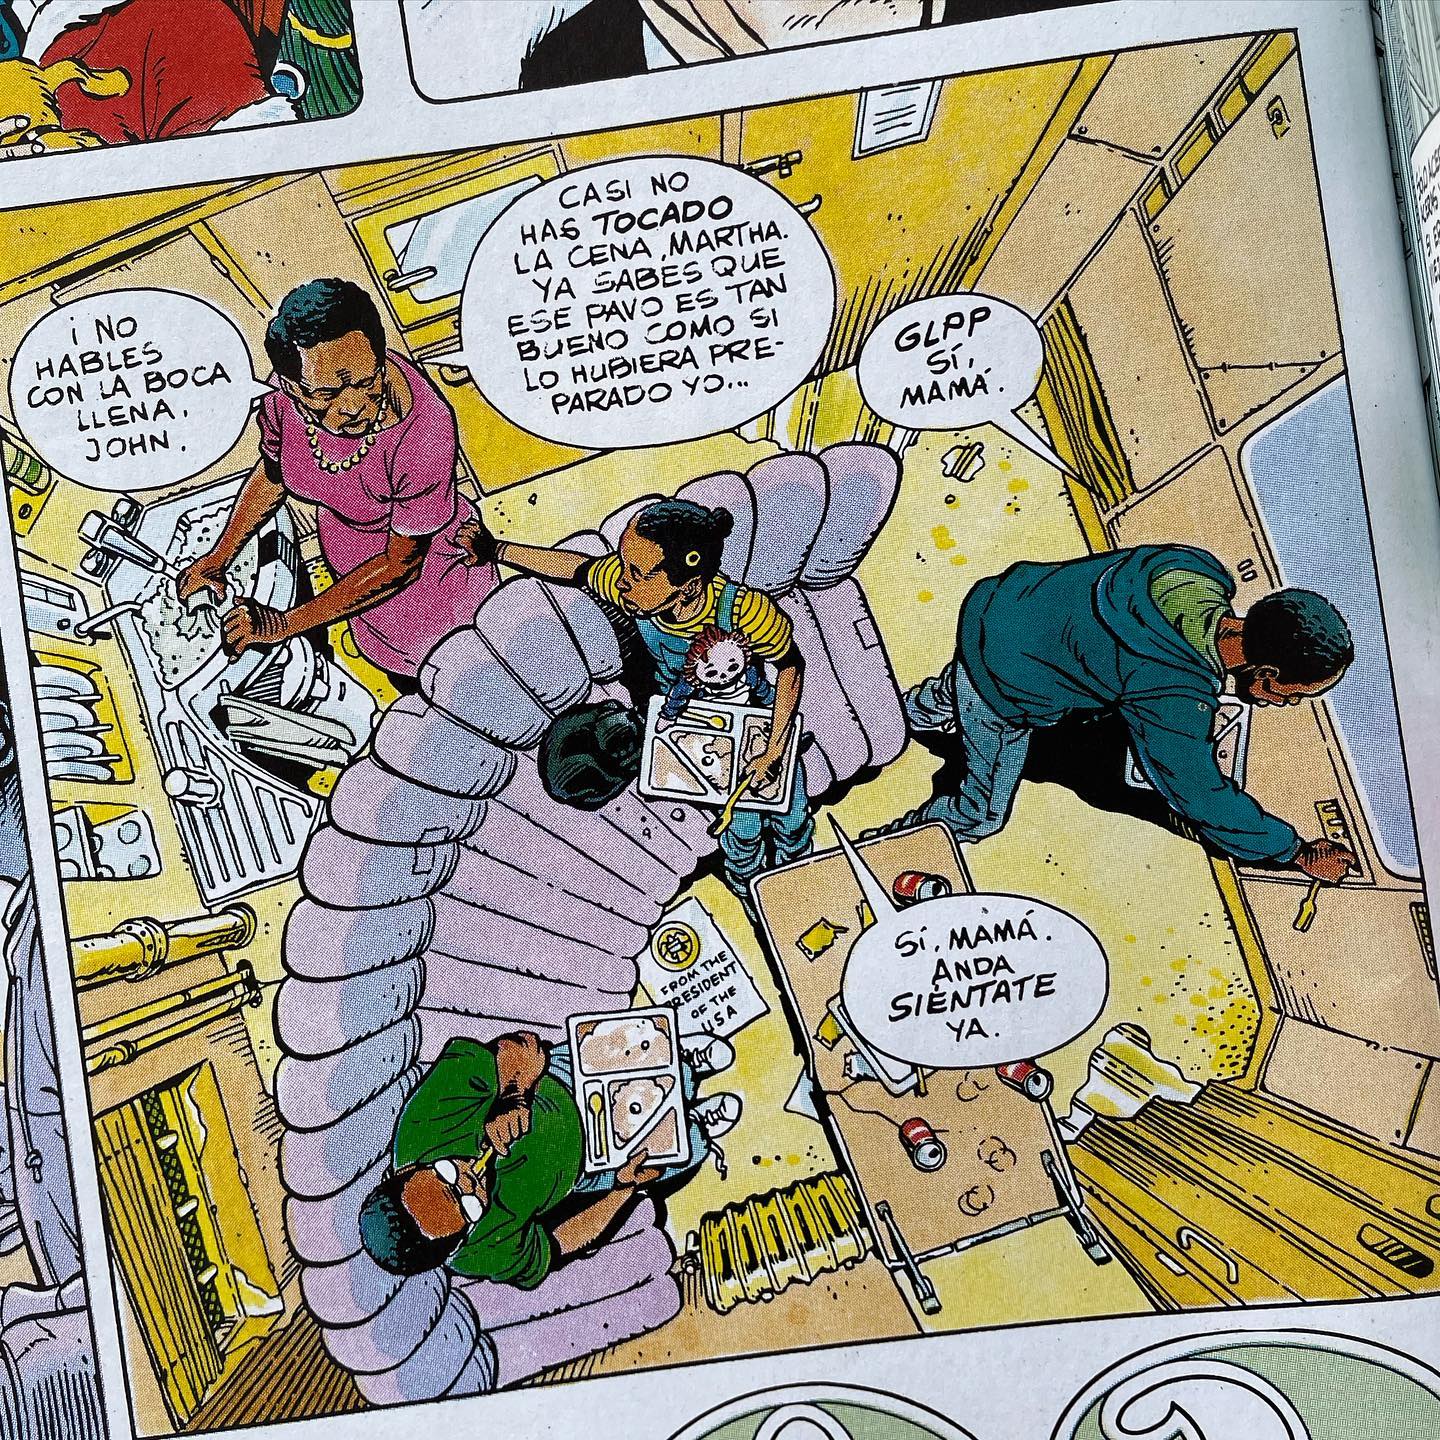 ¡NO
HABLES
CON LA BOCA
LLENA,
JOHN.
CASI NO
HAS TOCADO
LA CENA, MARTHA.
YA SABES QUE
ESE PAVO ES TAN
BUENO COMO SI
LO HUBIERA PRE-
PARADO YO...
GLPP
SÍ,
MAMÁ.
SÍ, MAMÁ.
ANDA
SIÉNTATE
YA.
FROM THE
PRESIDENT
OF THE
USA